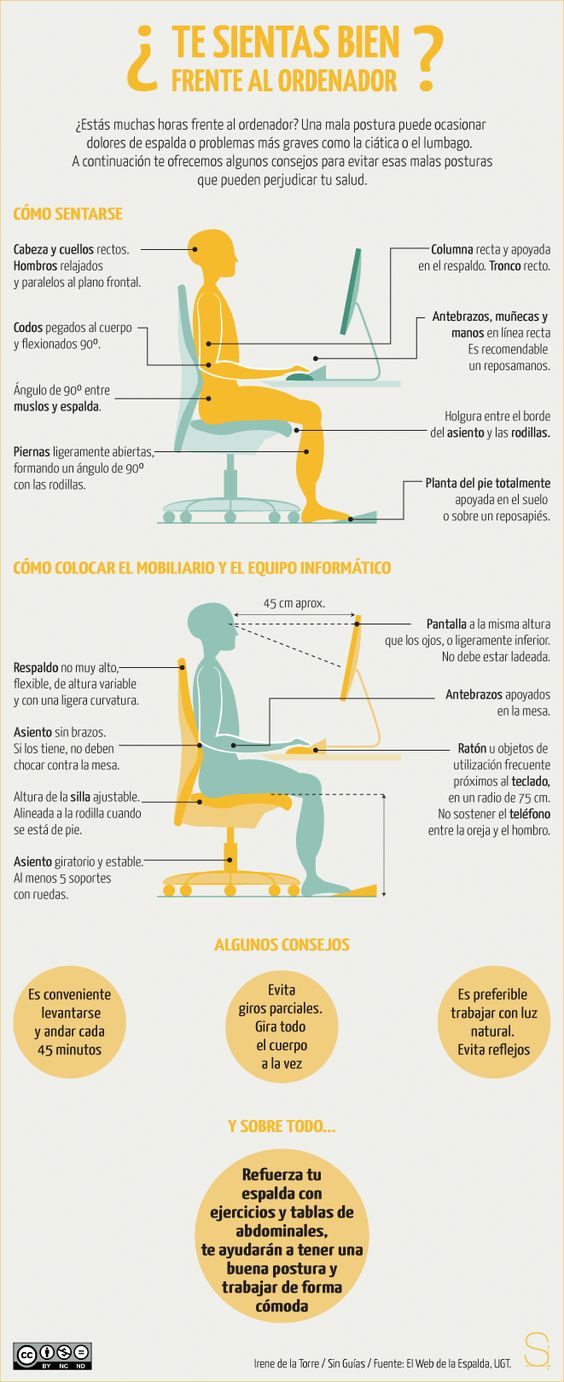 ¿TE SIENTAS BIEN
FRENTE AL ORDENADOR?
¿Estás muchas horas frente al ordenador? Una mala postura puede ocasionar
dolores de espalda o problemas más graves como la ciática o el lumbago.
A continuación te ofrecemos algunos consejos para evitar esas malas posturas
que pueden perjudicar tu salud.
CÓMO SENTARSE
Cabeza y cuellos rectos.
Hombros relajados
y paralelos al plano frontal.
Codos pegados al cuerpo
y flexionados 90º.
Ángulo de 90º entre
muslos y espalda.
Piernas ligeramente abiertas,
formando un ángulo de 90º
con las rodillas.
Columna recta y apoyada
en el respaldo. Tronco recto.
Antebrazos, muñecas y
manos en línea recta
Es recomendable
un reposamanos.
Holgura entre el borde
del asiento y las rodillas.
Planta del pie totalmente
apoyada en el suelo
o sobre un reposapiés.
CÓMO COLOCAR EL MOBILIARIO Y EL EQUIPO INFORMÁTICO
45 cm aprox.
Respaldo no muy alto,
flexible, de altura variable
y con una ligera curvatura.
Asiento sin brazos.
Si los tiene, no deben
chocar contra la mesa.
Altura de la silla ajustable.
Alineada a la rodilla cuando
se está de pie.
Asiento giratorio y estable.
Al menos 5 soportes
con ruedas.
Pantalla a la misma altura
que los ojos, o ligeramente inferior.
No debe estar ladeada.
Antebrazos apoyados
en la mesa.
Ratón u objetos de
utilización frecuente
próximos al teclado,
en un radio de 75 cm.
No sostener el teléfono
entre la oreja y el hombro.
ALGUNOS CONSEJOS
Es conveniente
levantarse
y andar cada
45 minutos
Evita
giros parciales.
Gira todo
el cuerpo
a la vez
Es preferible
trabajar con luz
natural.
Evita reflejos
Y SOBRE TODO...
Refuerza tu
espalda con
ejercicios y tablas de
abdominales,
te ayudarán a tener una
buena postura y
trabajar de forma
cómoda
cc
BY NC ND
Irene de la Torre / Sin Guías / Fuente: El Web de la Espalda, UGT.